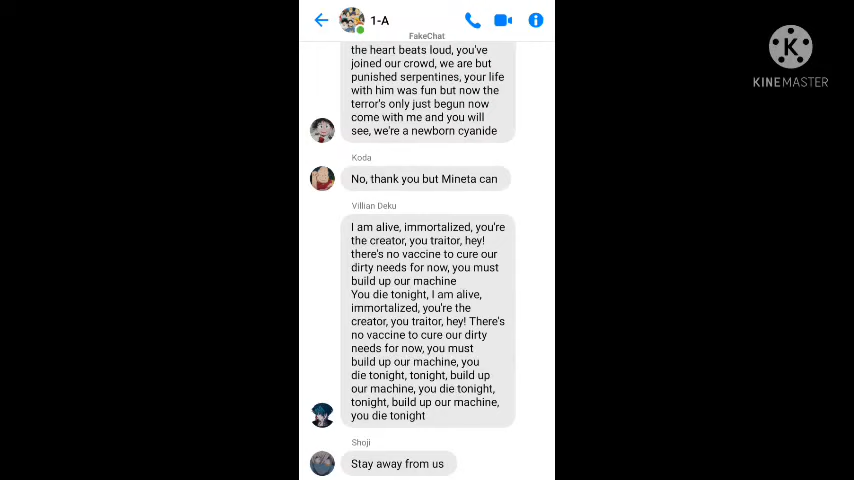 1-A
FakeChat
the heart beats loud, you've
joined our crowd, we are but
punished serpentines, your life
with him was fun but now the
terror's only just begun now
come with me and you will
see, we're a newborn cyanide
Koda
No, thank you but Mineta can
Villian Deku
I am alive, immortalized, you're
the creator, you traitor, hey!
there's no vaccine to cure our
dirty needs for now, you must
build up our machine
You die tonight, I am alive,
immortalized, you're the
creator, you traitor, hey! There's
no vaccine to cure our dirty
needs for now, you must
build up our machine, you
die tonight, tonight, build up
our machine, you die tonight,
tonight, build up our machine,
you die tonight
Shoji
Stay away from us
K
KINEMASTER